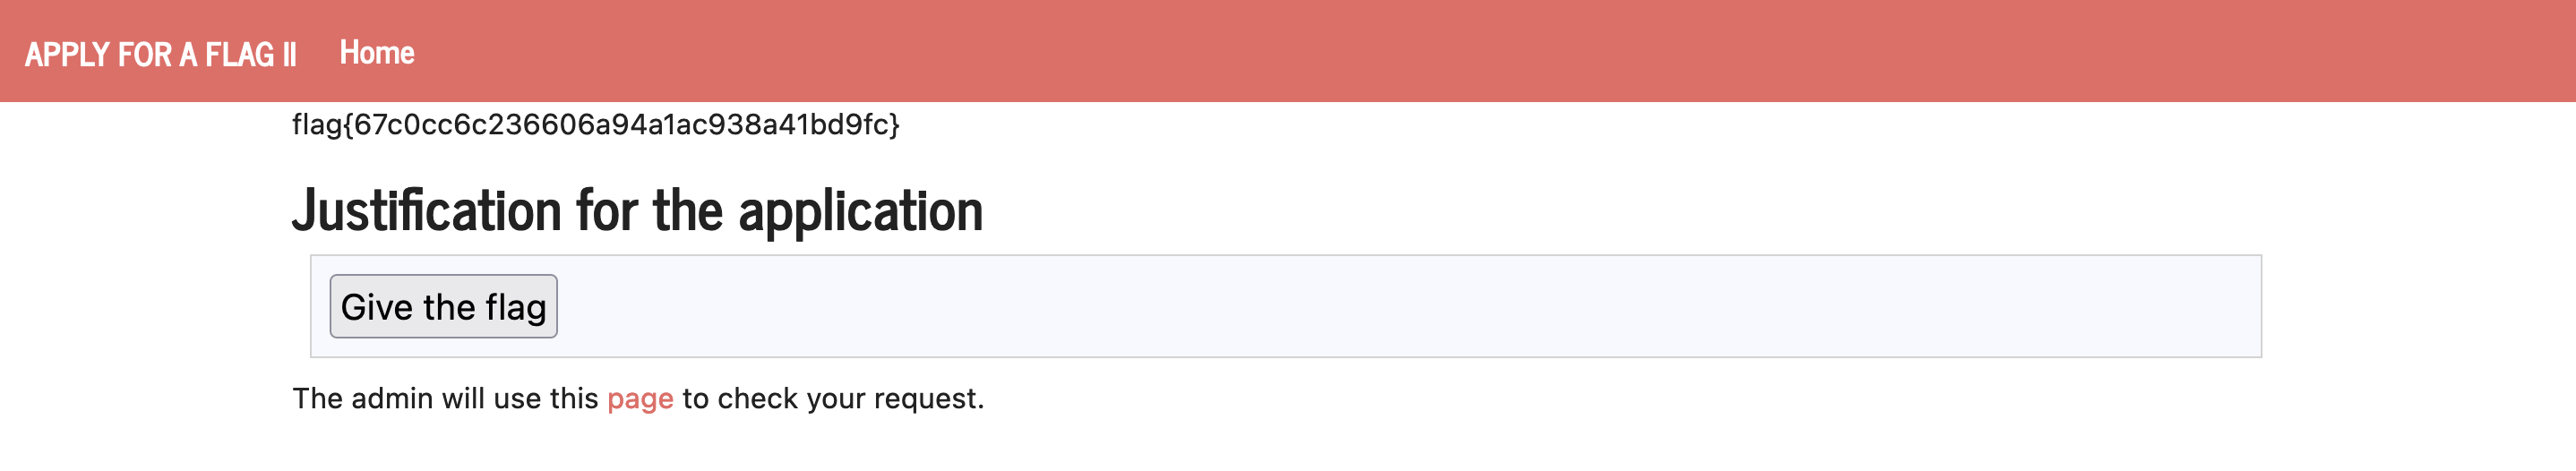 APPLY FOR A FLAG II Home
flag{67c0cc6c236606a94a1ac938a41bd9fc}
Justification for the application
Give the flag
The admin will use this page to check your request.